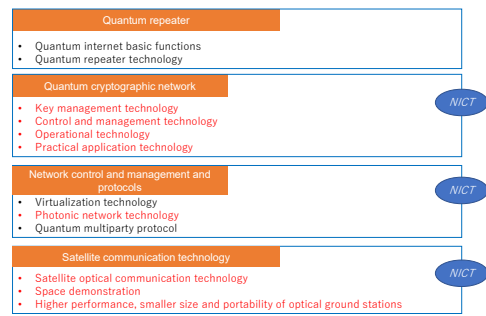 Quantum repeater
• Quantum internet basic functions
• Quantum repeater technology
Quantum cryptographic network
• Key management technology
• Control and management technology
• Operational technology
• Practical application technology
NICT
Network control and management and
protocols
• Virtualization technology
• Photonic network technology
• Quantum multiparty protocol
NICT
Satellite communication technology
• Satellite optical communication technology
• Space demonstration
• Higher performance, smaller size and portability of optical ground stations
NICT